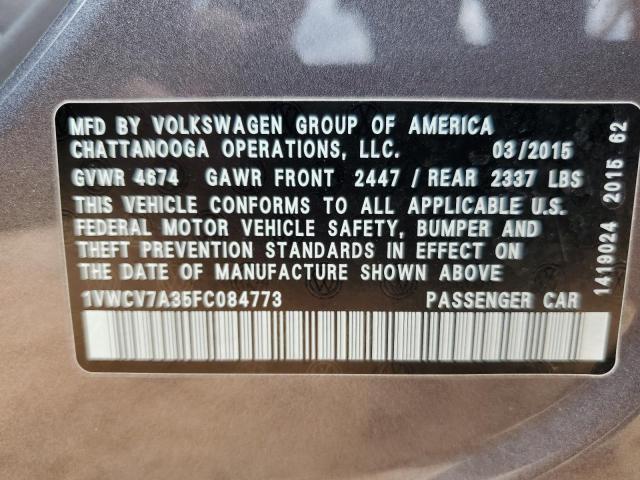 MFD BY VOLKSWAGEN GROUP OF AMERICA
CHATTANOOGA OPERATIONS, LLC. 03/2015
GVWR 4674 GAWR FRONT 2447 / REAR 2337 LBS
THIS VEHICLE CONFORMS TO ALL APPLICABLE U.S.
FEDERAL MOTOR VEHICLE SAFETY, BUMPER AND
THEFT PREVENTION STANDARDS IN EFFECT ON
THE DATE OF MANUFACTURE SHOWN ABOVE
1VWCV7A35FC084773 PASSENGER CAR
1419024 2015 62